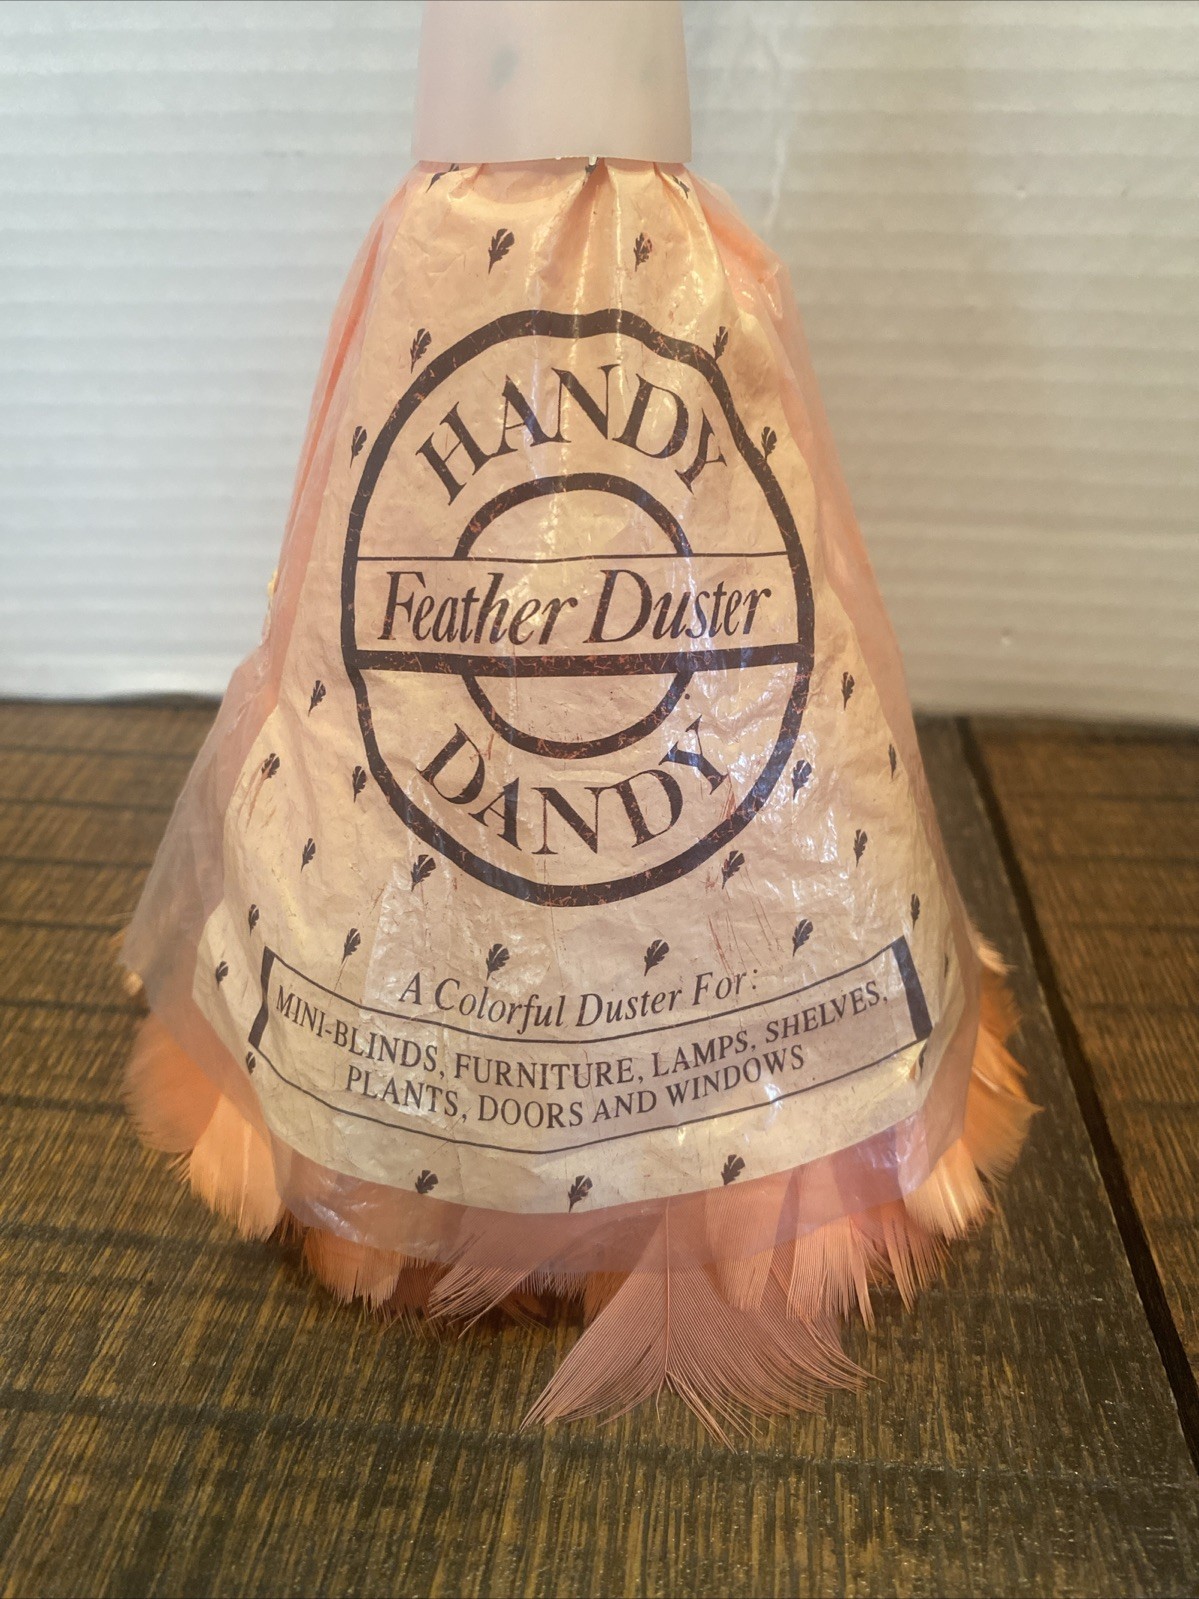 HANDY
Feather Duster
DANDY
A Colorful Duster For:
MINI-BLINDS, FURNITURE, LAMPS, SHELVES,
PLANTS, DOORS AND WINDOWS